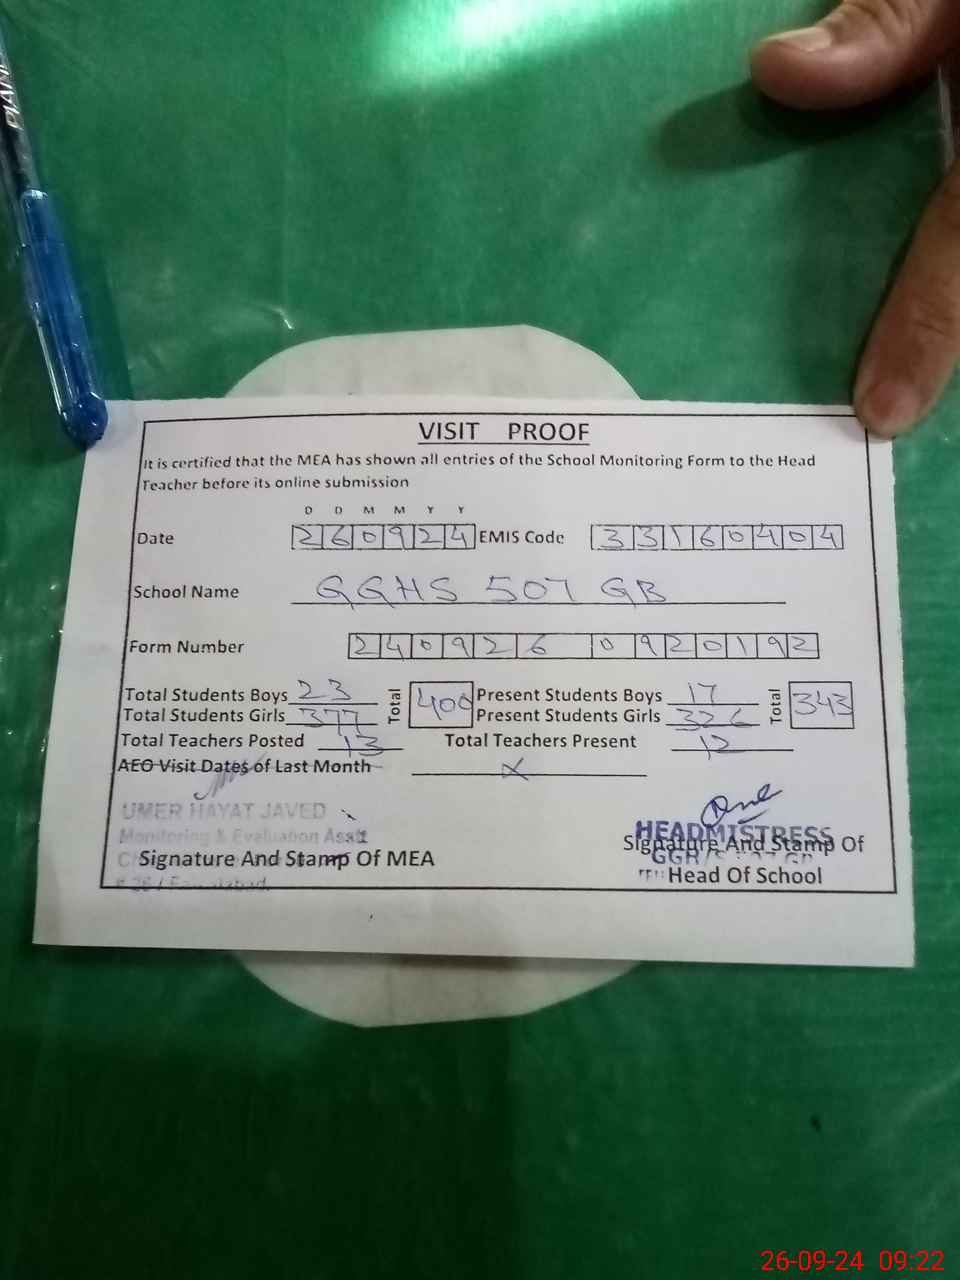 PIANO
VISIT PROOF
It is certified that the MEA has shown all entries of the School Monitoring Form to the Head
Teacher before its online submission
D D M M Y Y
Date 260924 EMIS Code 33160404
School Name GGHS 507 GB
Form Number 240926 0920192
Total Students Boys 23 Total 400 Present Students Boys 17 Total 343
Total Students Girls 377 Present Students Girls 326
Total Teachers Posted 13 Total Teachers Present 12
AEO Visit Dates of Last Month X
UMER HAYAT JAVED
Monitoring & Evaluation Asstt
Signature And Stamp Of MEA
HEADMISTRESS
Signature And Stamp Of
Head Of School
26-09-24 09:22